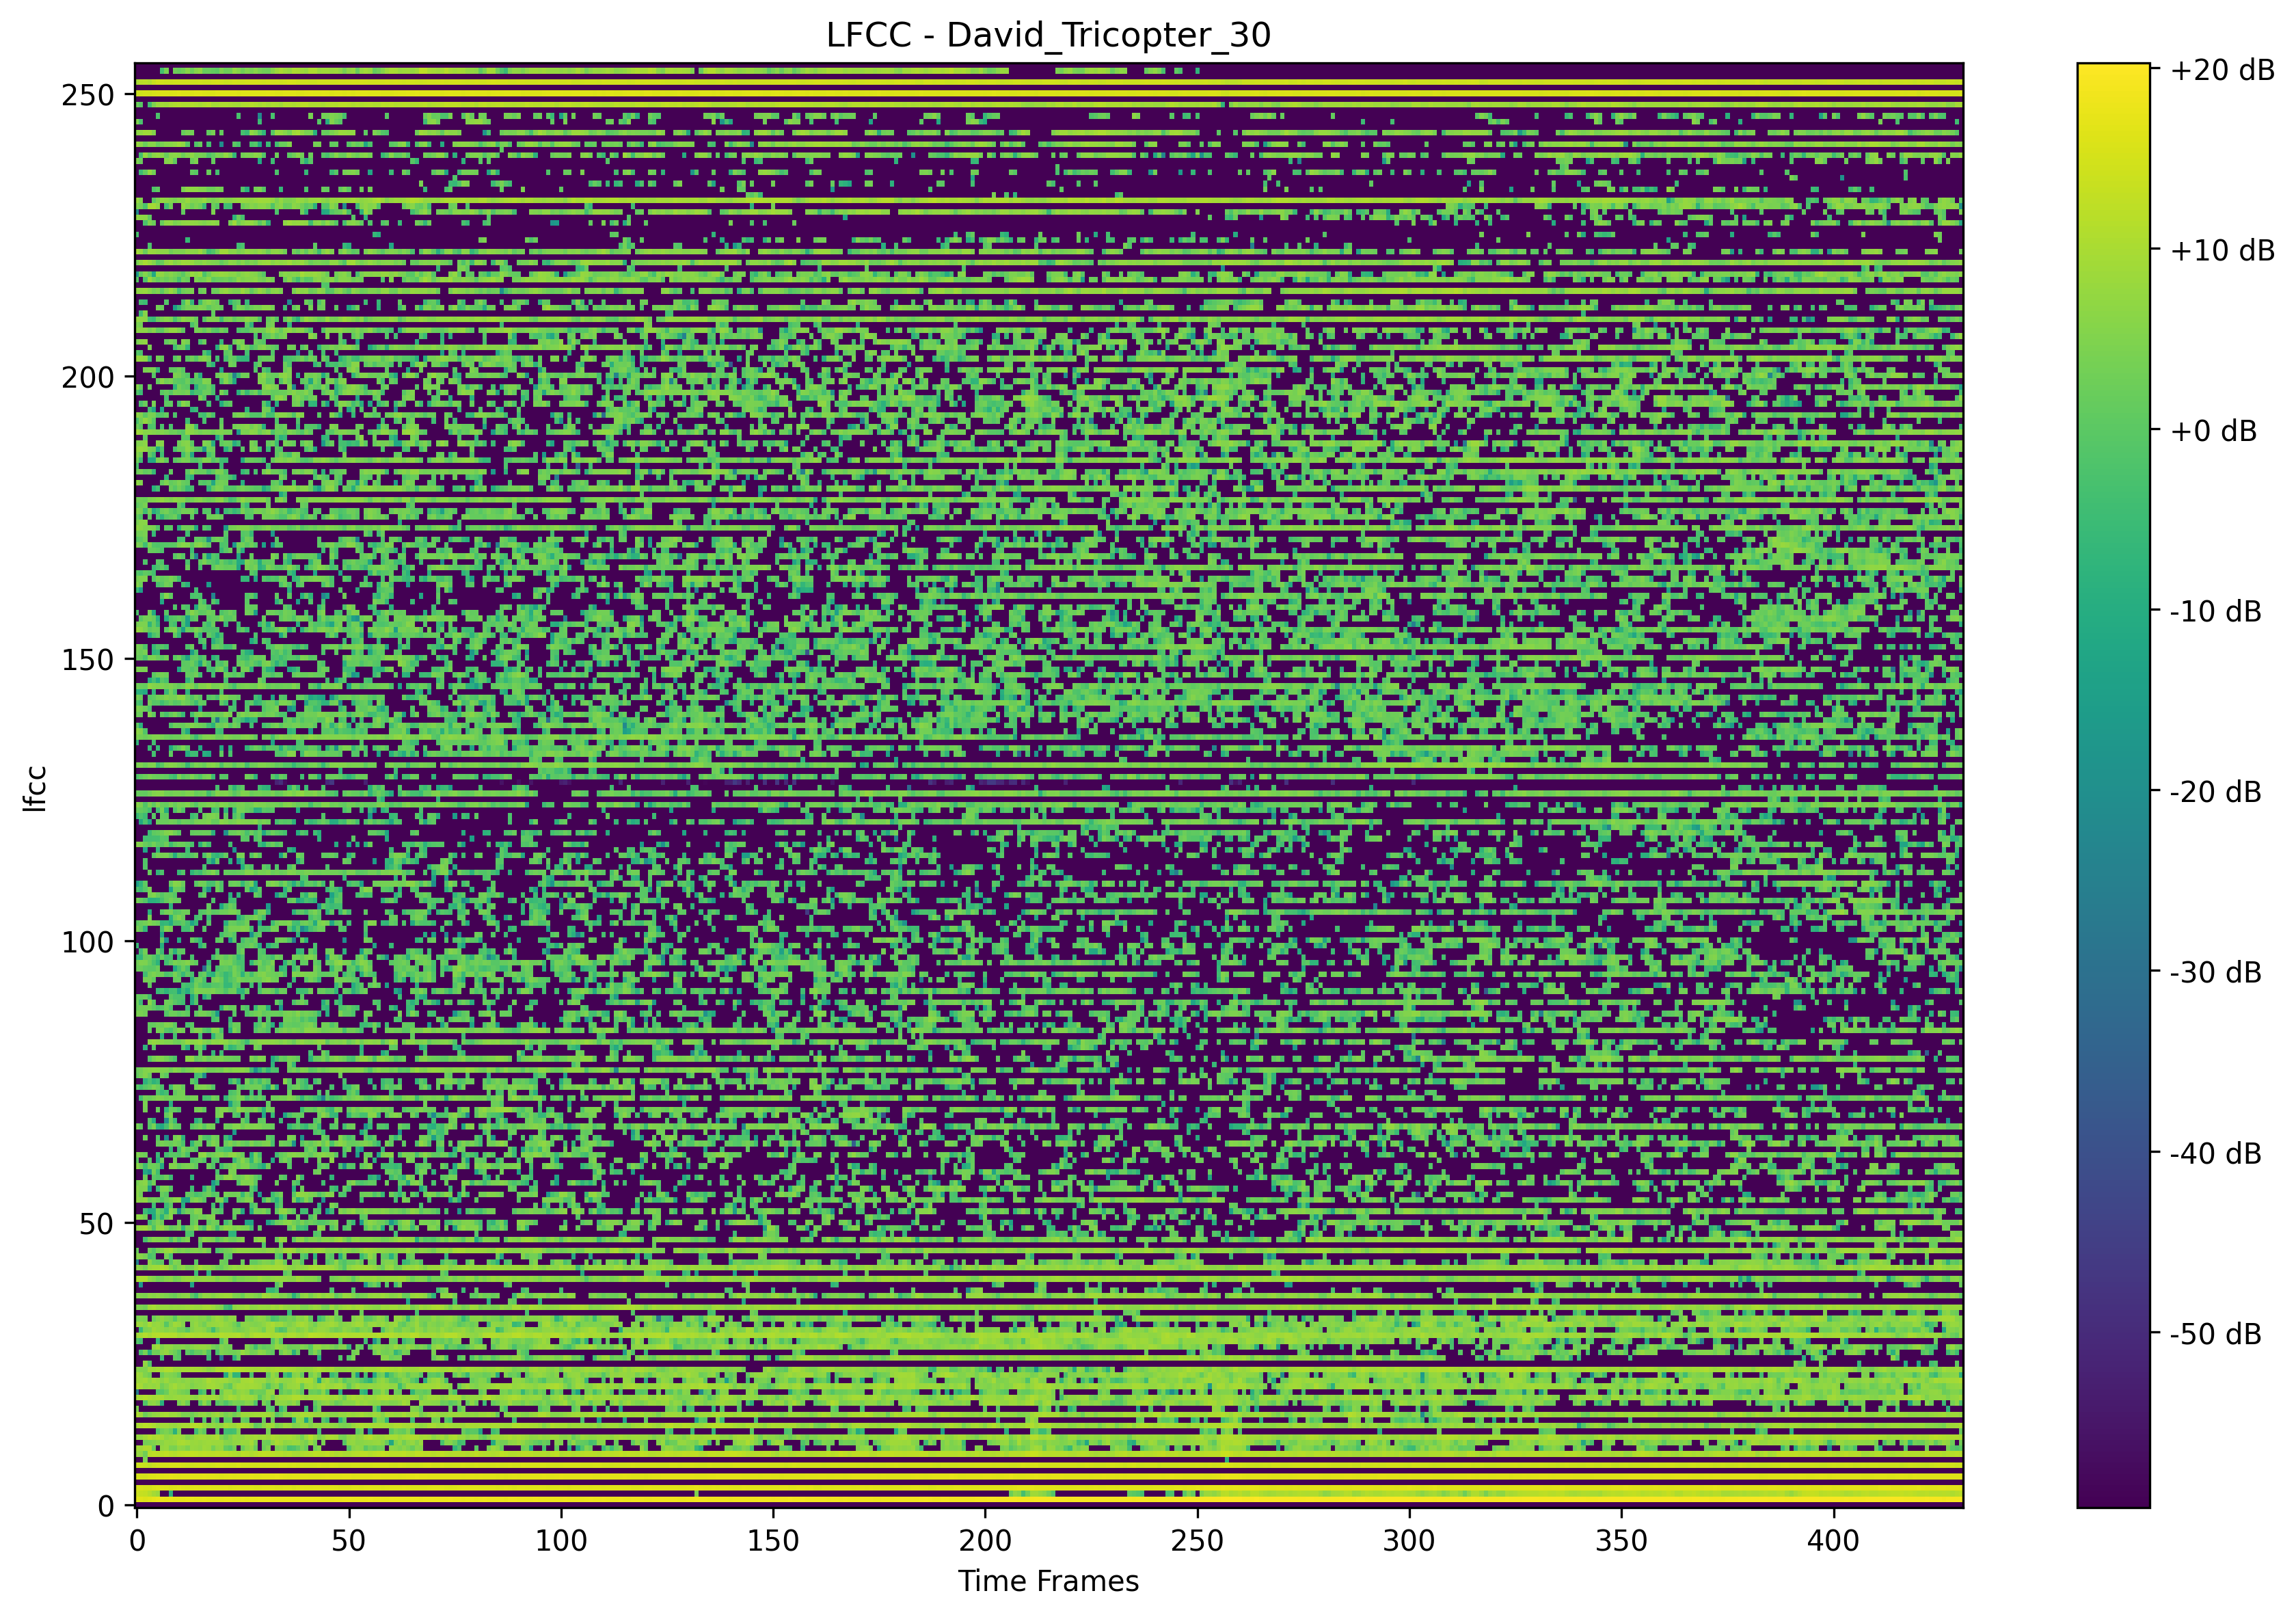 LFCC - David_Tricopter_30
250
200
150
100
50
0
lfcc
0 50 100 150 200 250 300 350 400
Time Frames
+20 dB
+10 dB
+0 dB
-10 dB
-20 dB
-30 dB
-40 dB
-50 dB